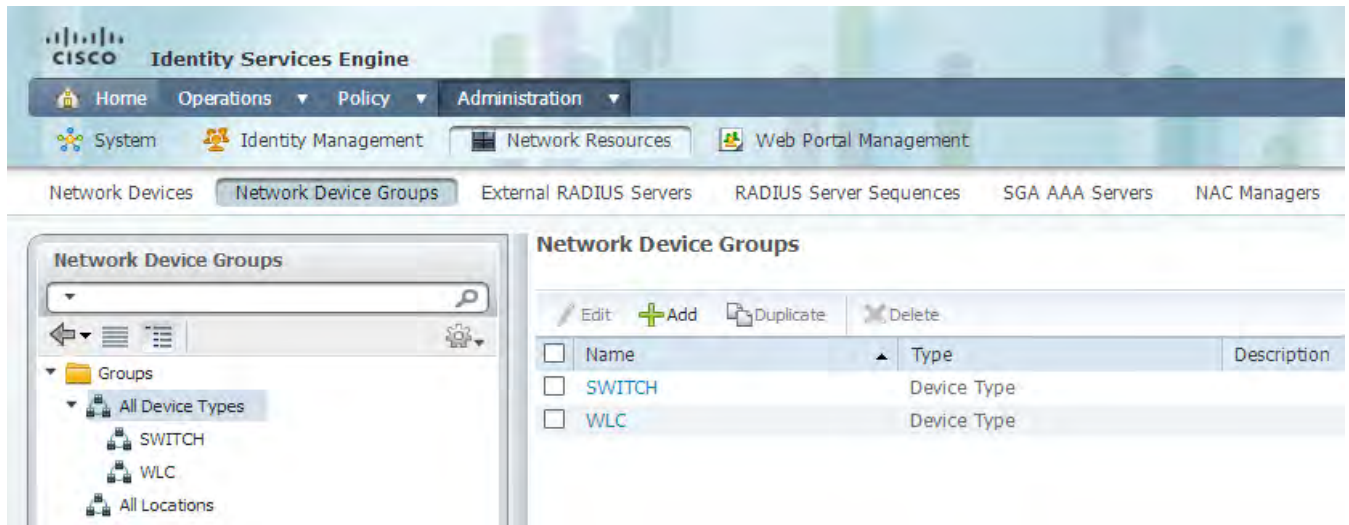 CISCO Identity Services Engine
Home Operations Policy Administration
System Identity Management Network Resources Web Portal Management
Network Devices Network Device Groups External RADIUS Servers RADIUS Server Sequences SGA AAA Servers NAC Managers
Network Device Groups
Groups
All Device Types
SWITCH
WLC
All Locations
Network Device Groups
Edit Add Duplicate Delete
Name Type Description
SWITCH Device Type
WLC Device Type